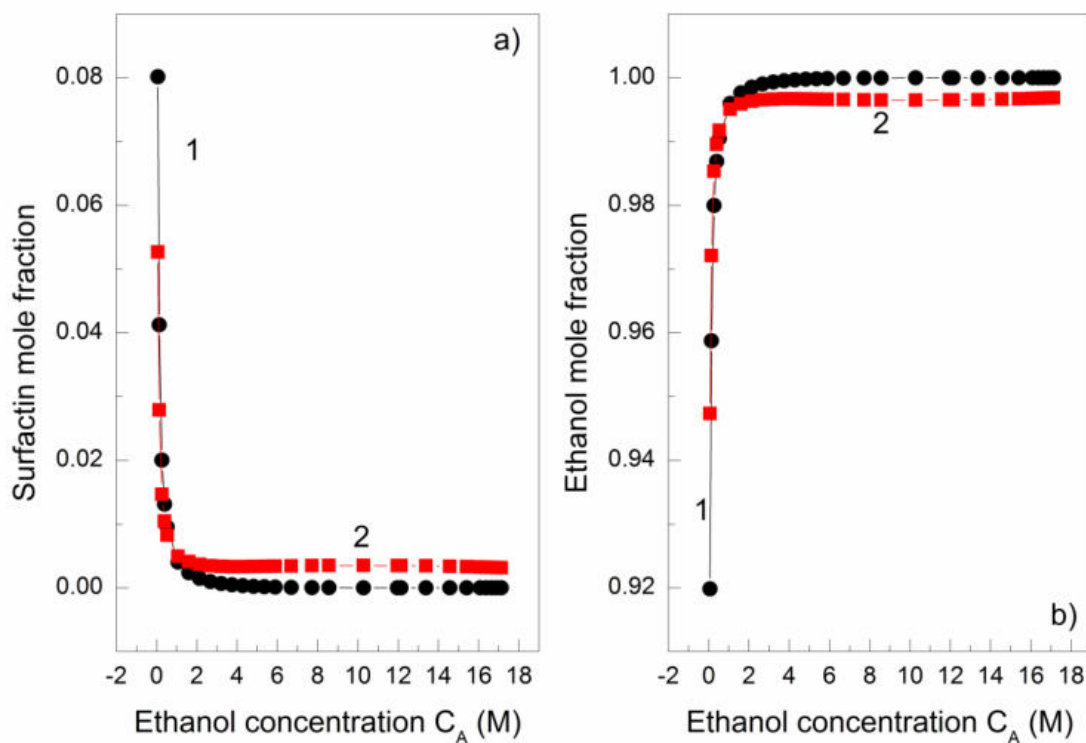 a)
0.08
0.06
0.04
0.02
0.00
1
2
Surfactin mole fraction
-2 0 2 4 6 8 10 12 14 16 18
Ethanol concentration C_A (M)
1.00
0.98
0.96
0.94
0.92
2
1
b)
Ethanol mole fraction
-2 0 2 4 6 8 10 12 14 16 18
Ethanol concentration C_A (M)